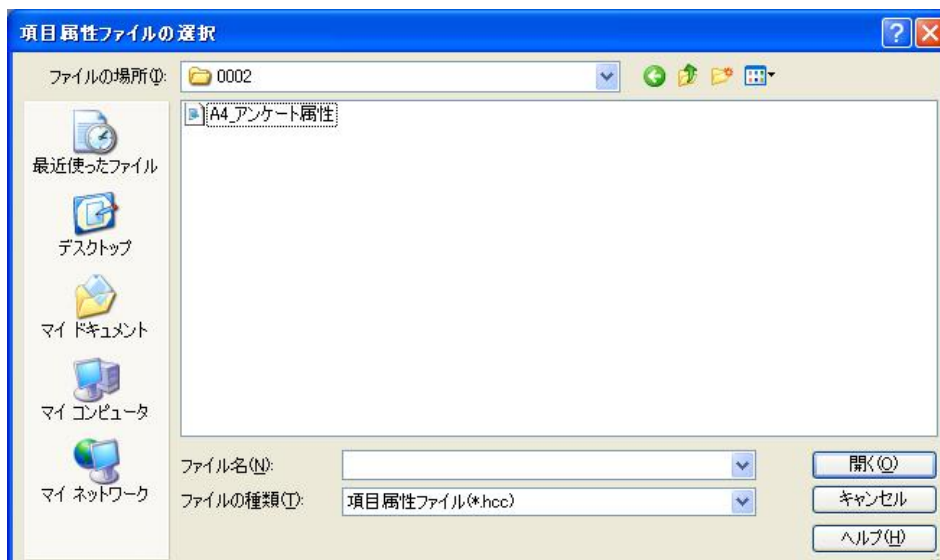 項目属性ファイルの選択
ファイルの場所(I):
0002
A4_アンケート属性
最近使ったファイル
デスクトップ
マイ ドキュメント
マイ コンピュータ
マイ ネットワーク
ファイル名(N):
開く(O)
ファイルの種類(T):
項目属性ファイル(*.hcc)
キャンセル
ヘルプ(H)